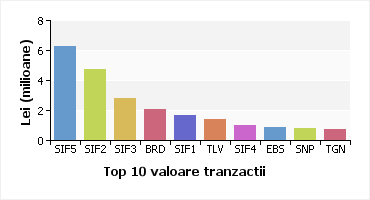 Lei (milioane)
8
6
4
2
0
SIF5 SIF2 SIF3 BRD SIF1 TLV SIF4 EBS SNP TGN
Top 10 valoare tranzactii